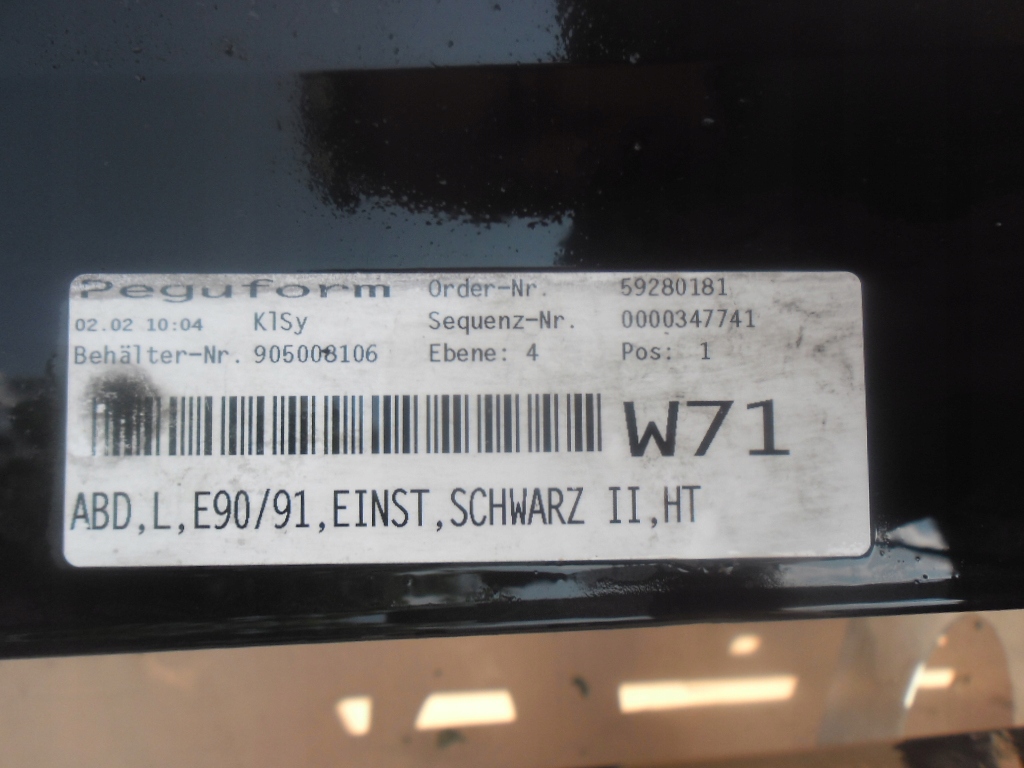 Peguform Order-Nr. 59280181
02.02 10:04 KlSy Sequenz-Nr. 0000347741
Behälter-Nr. 905008106 Ebene: 4 Pos: 1
W71
ABD,L,E90/91,EINST,SCHWARZ II,HT